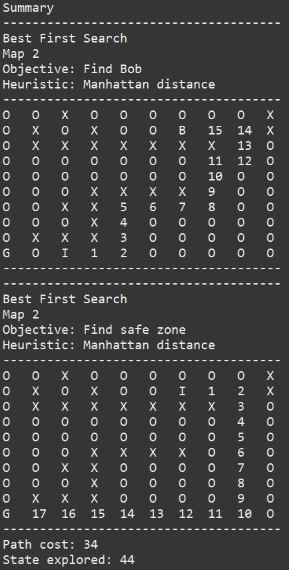 Summary
--------------------------------------
Best First Search
Map 2
Objective: Find Bob
Heuristic: Manhattan distance
--------------------------------------
O O X O O O O O O X
O X O X O O B 15 14 X
O X X X X X X X 13 O
O O O O O O O 11 12 O
O O O O O O O 10 O O
O O O X X X X 9 O O
O O X X 5 6 7 8 O O
O O O X 4 O O O O O
O X X X 3 O O O O O
G O I 1 2 O O O O O
--------------------------------------
--------------------------------------
Best First Search
Map 2
Objective: Find safe zone
Heuristic: Manhattan distance
--------------------------------------
O O X O O O O O O X
O X O X O O I 1 2 X
O X X X X X X X 3 O
O O O O O O O O 4 O
O O O O O O O O 5 O
O O O X X X X O 6 O
O O X X O O O O 7 O
O O O X O O O O 8 O
O X X X O O O O 9 O
G 17 16 15 14 13 12 11 10 O
--------------------------------------
Path cost: 34
State explored: 44